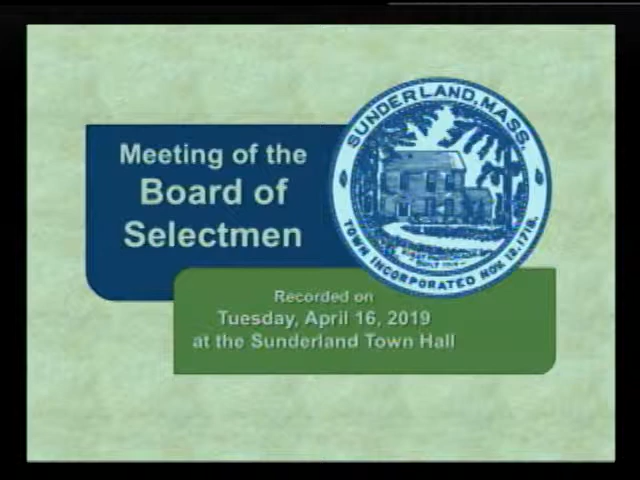 Meeting of the
Board of
Selectmen
SUNDERLAND, MASS.
TOWN INCORPORATED NOV. 12, 1718.
Recorded on
Tuesday, April 16, 2019
at the Sunderland Town Hall